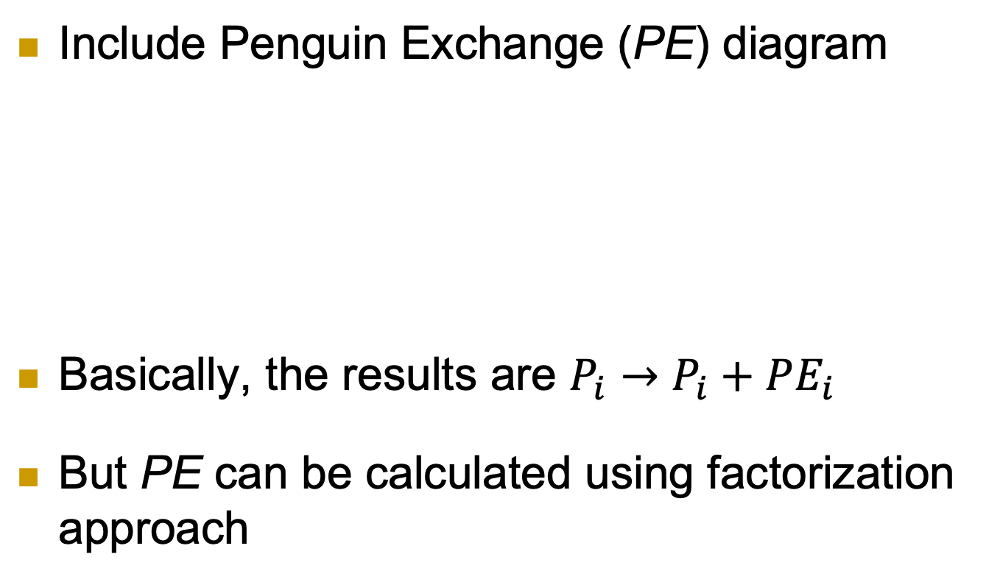 ■ Include Penguin Exchange (PE) diagram
■ Basically, the results are 𝑃ᵢ → 𝑃ᵢ + 𝑃𝐸ᵢ
■ But PE can be calculated using factorization
approach